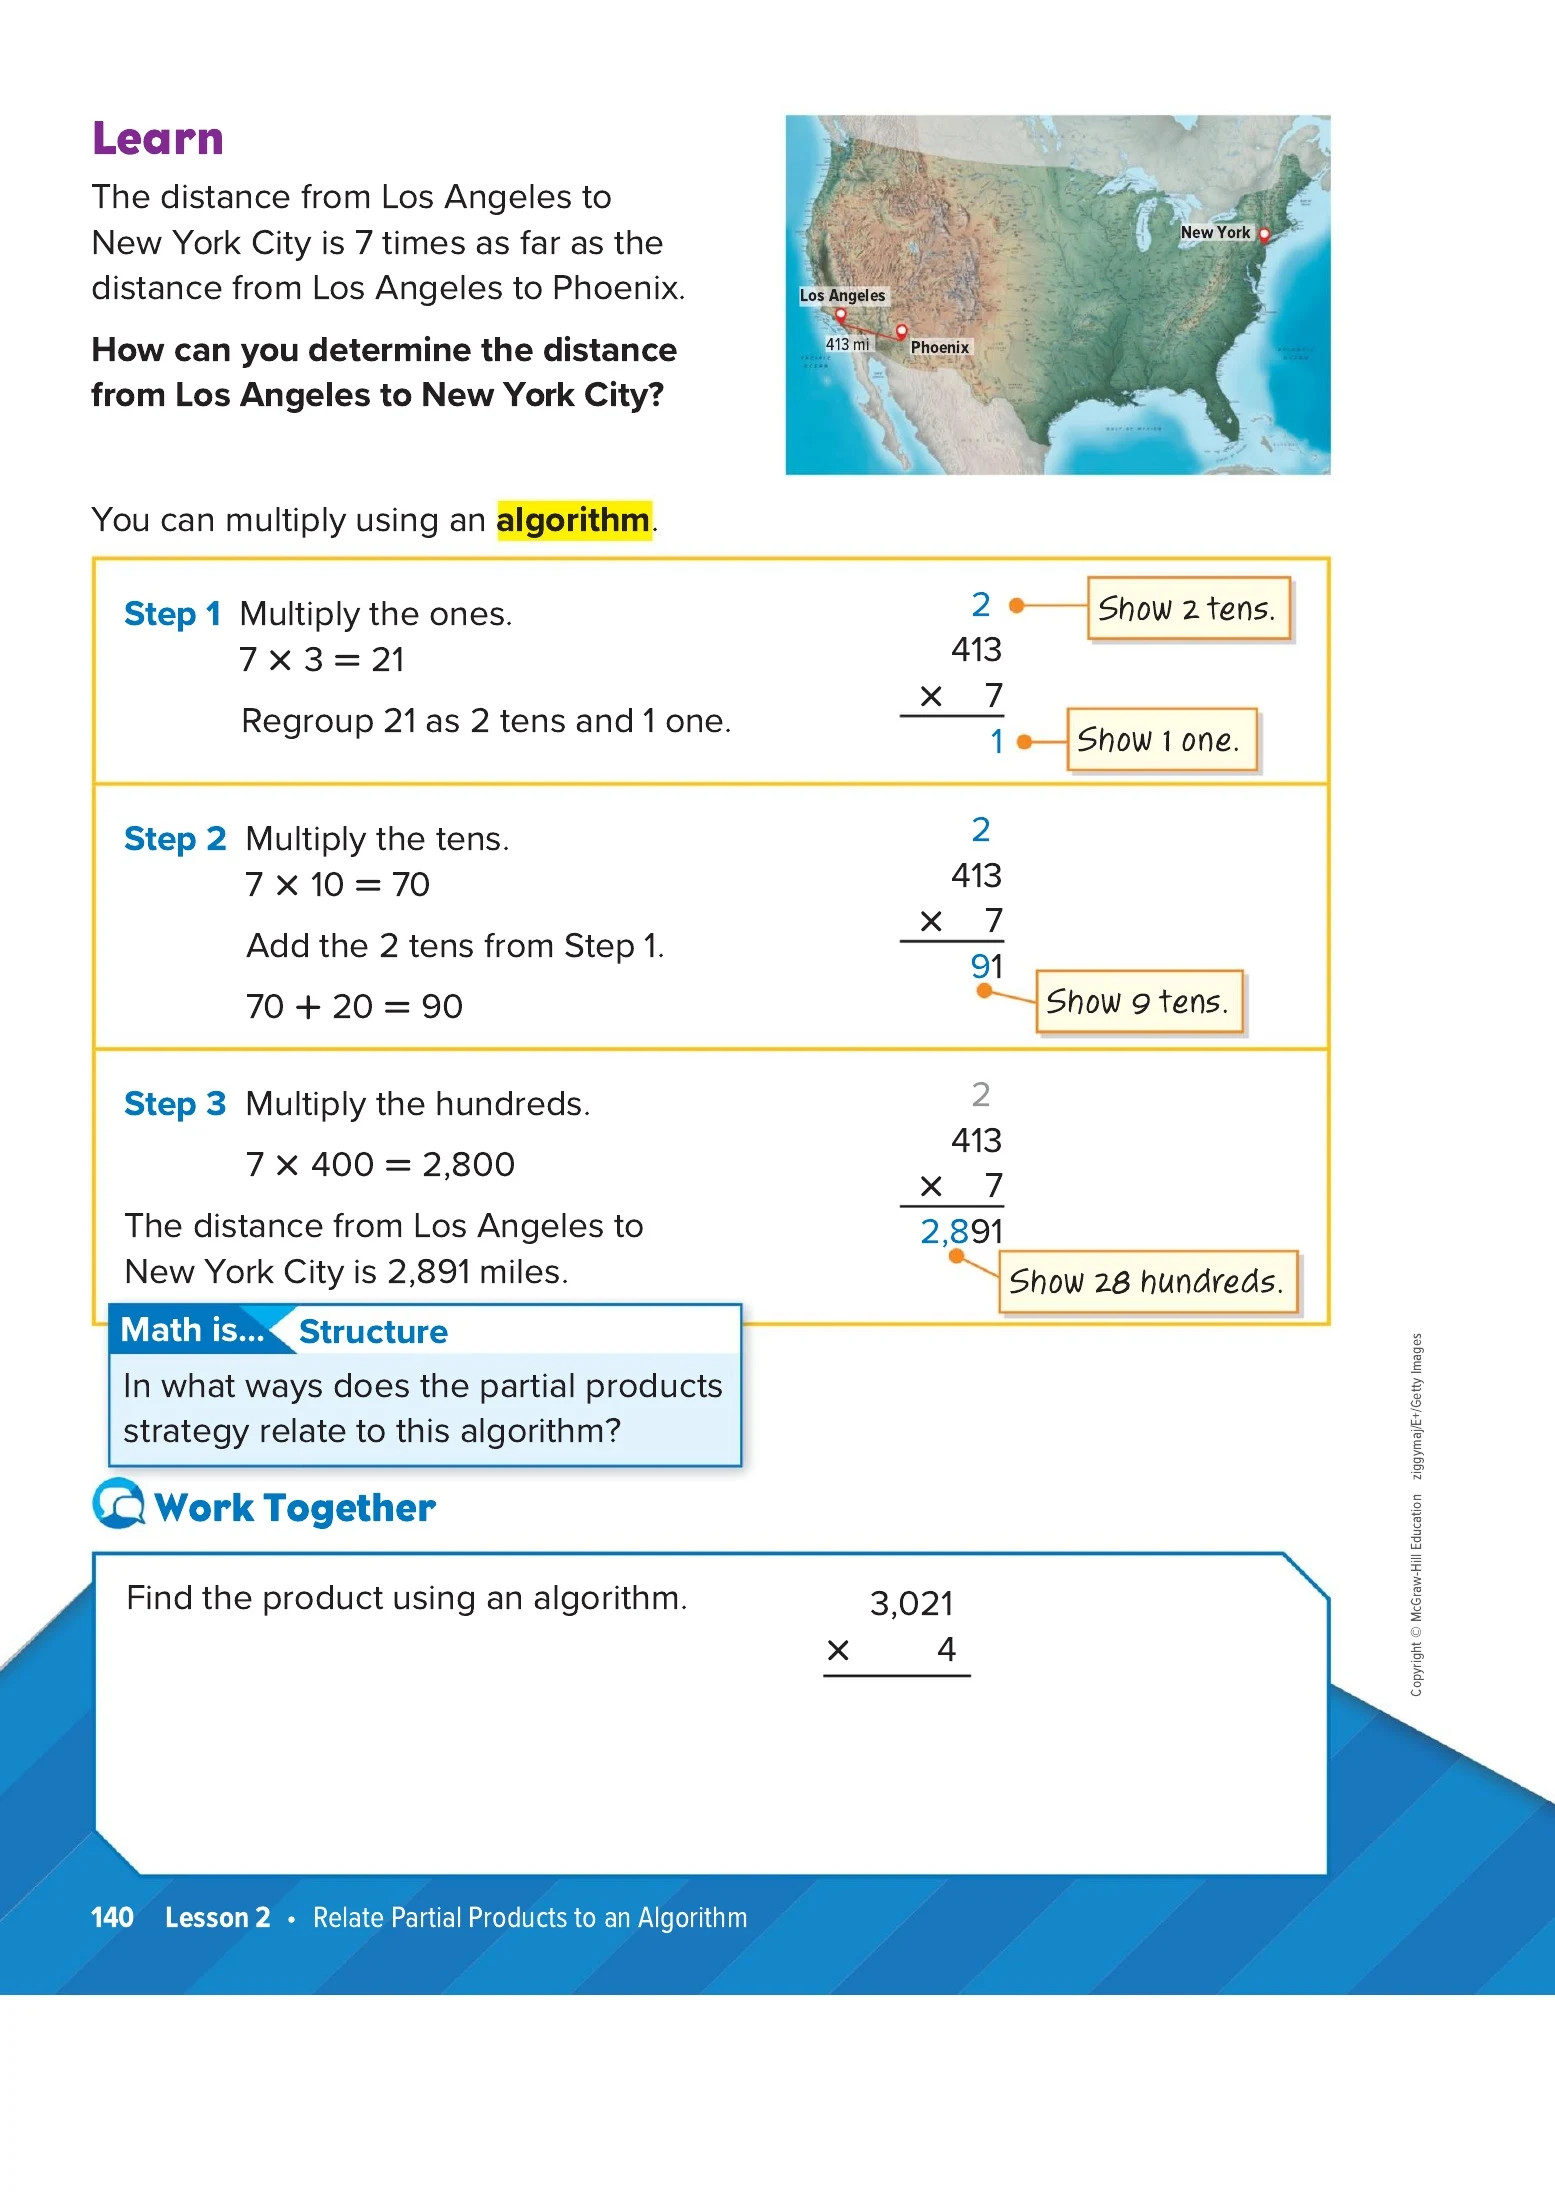 Learn
The distance from Los Angeles to
New York City is 7 times as far as the
distance from Los Angeles to Phoenix.
How can you determine the distance
from Los Angeles to New York City?
New York
Los Angeles
413 mi
Phoenix
You can multiply using an algorithm.
Step 1 Multiply the ones.
7 × 3 = 21
Regroup 21 as 2 tens and 1 one.
2
Show 2 tens.
413
× 7
1
Show 1 one.
Step 2 Multiply the tens.
7 × 10 = 70
Add the 2 tens from Step 1.
70 + 20 = 90
2
413
× 7
91
Show 9 tens.
Step 3 Multiply the hundreds.
7 × 400 = 2,800
The distance from Los Angeles to
New York City is 2,891 miles.
2
413
× 7
2,891
Show 28 hundreds.
Math is... Structure
In what ways does the partial products
strategy relate to this algorithm?
Work Together
Find the product using an algorithm.
3,021
× 4
Copyright © McGraw-Hill Education ziggymaj/E+/Getty Images
140 Lesson 2 • Relate Partial Products to an Algorithm